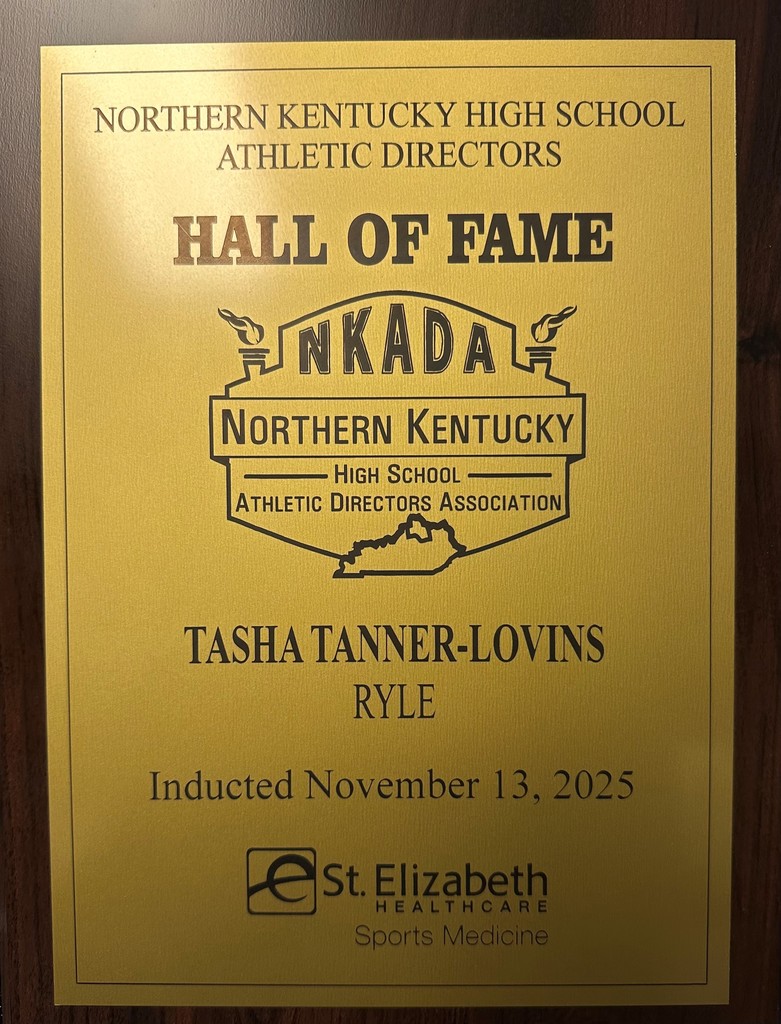 NORTHERN KENTUCKY HIGH SCHOOL
ATHLETIC DIRECTORS
HALL OF FAME
NKADA
NORTHERN KENTUCKY
HIGH SCHOOL
ATHLETIC DIRECTORS ASSOCIATION
TASHA TANNER-LOVINS
RYLE
Inducted November 13, 2025
e St. Elizabeth
HEALTHCARE
Sports Medicine